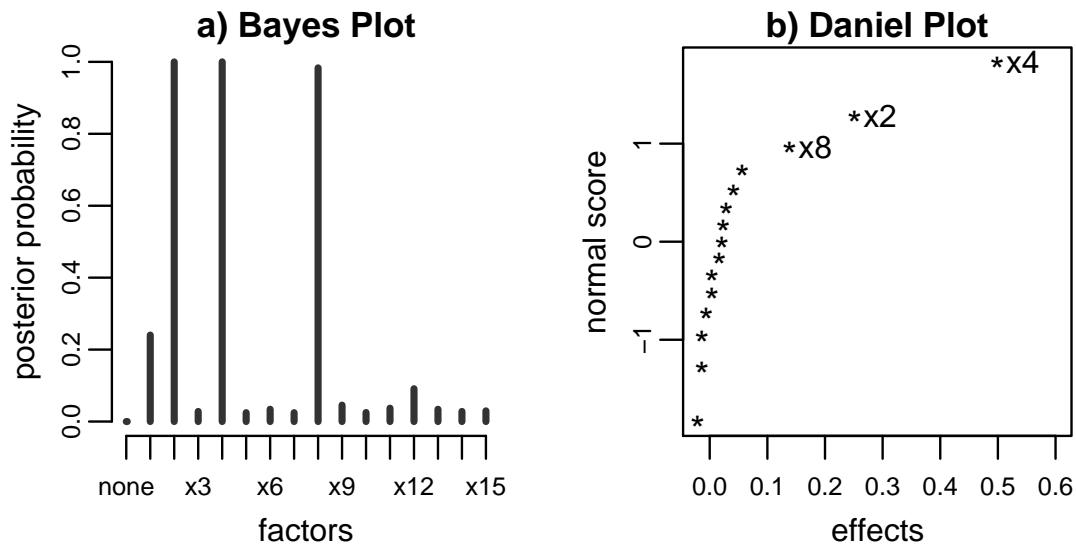 a) Bayes Plot
posterior probability
1.0
0.8
0.6
0.4
0.2
0.0
none x3 x6 x9 x12 x15
factors
b) Daniel Plot
normal score
1
0
−1
*x4
*x2
*x8
0.0 0.1 0.2 0.3 0.4 0.5 0.6
effects